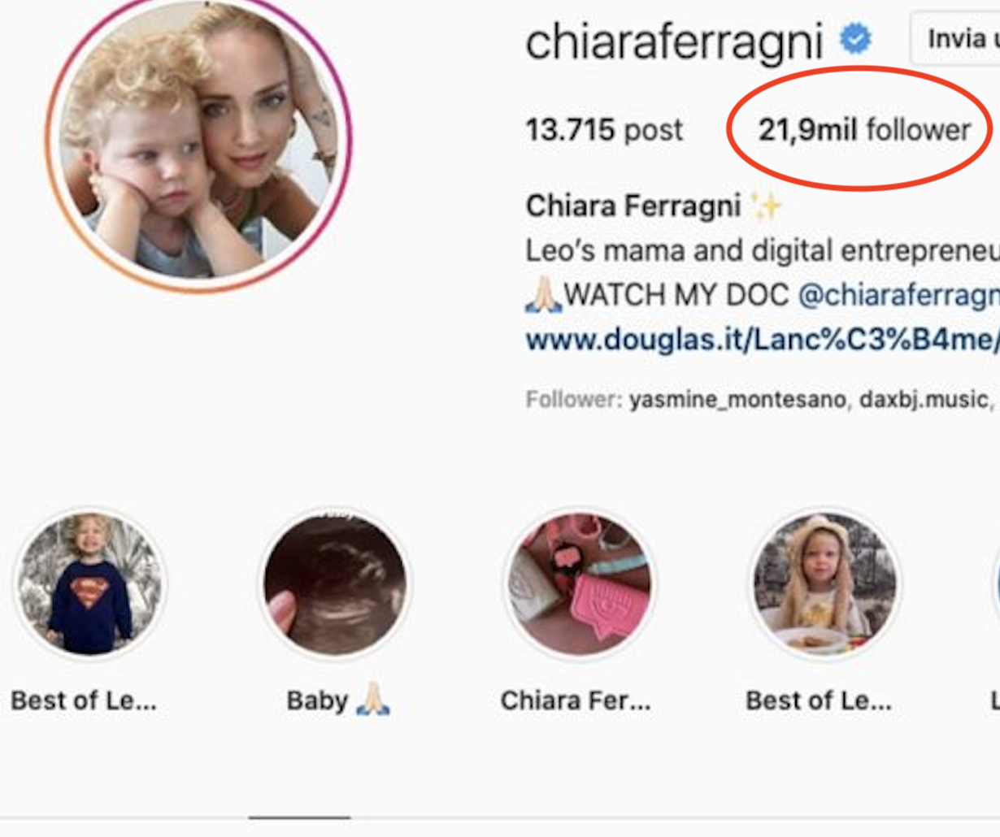 chiaraferragni
Invia
13.715 post 21,9mil follower
Chiara Ferragni ✨
Leo's mama and digital entrepreneu
🙏🏻WATCH MY DOC @chiaraferragn
www.douglas.it/Lanc%C3%B4me/
Follower: yasmine_montesano, daxbj.music,
Best of Le... Baby 🙏🏻 Chiara Fer... Best of Le... L